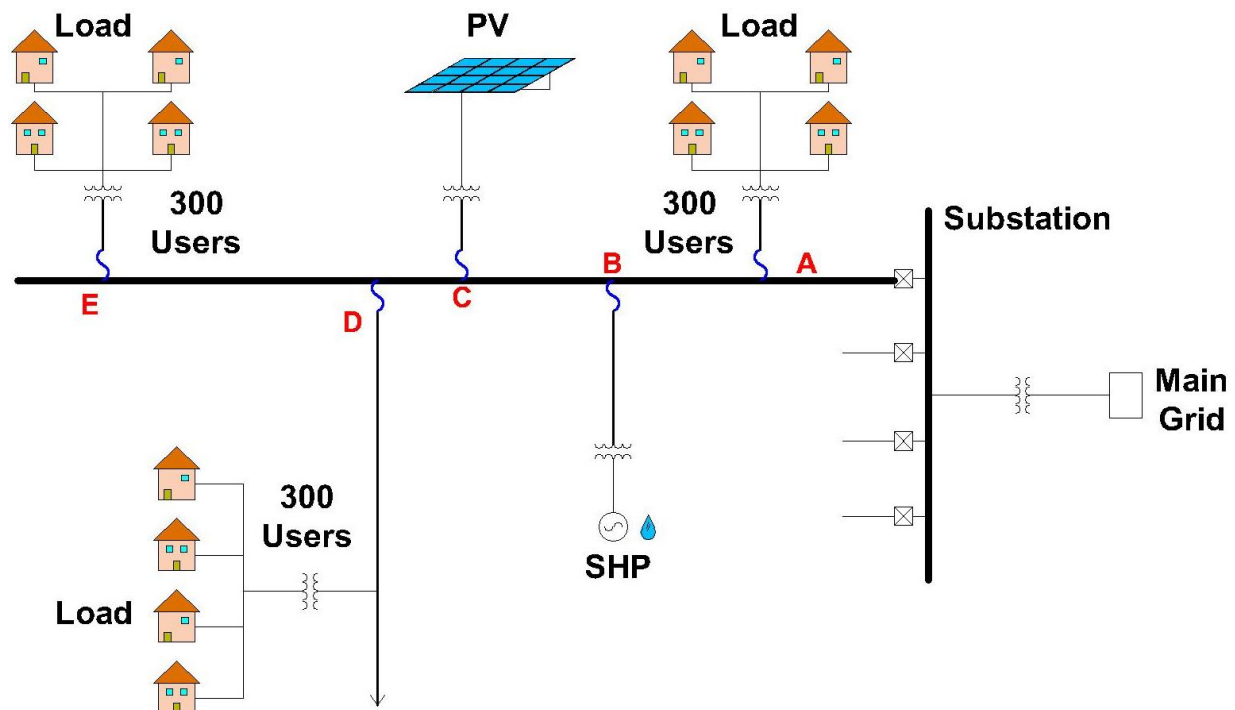 Load
PV
Load
300
Users
300
Users
Substation
A
B
C
D
E
Main
Grid
300
Users
Load
SHP